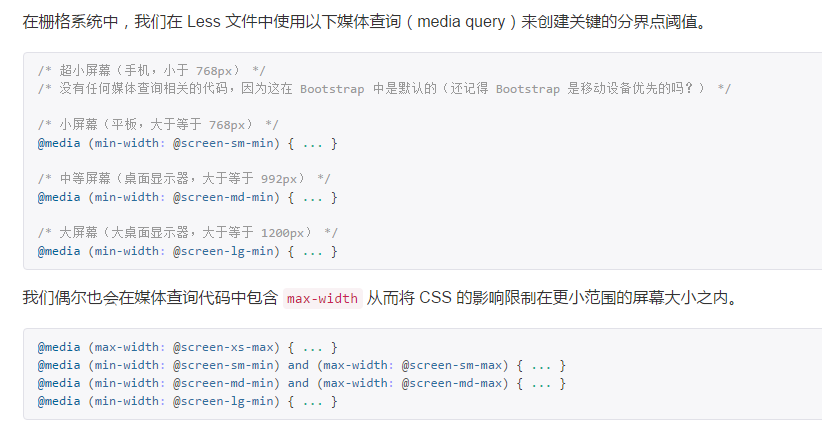 在栅格系统中，我们在 Less 文件中使用以下媒体查询（media query）来创建关键的分界点阈值。
/* 超小屏幕（手机，小于 768px） */
/* 没有任何媒体查询相关的代码，因为这在 Bootstrap 中是默认的（还记得 Bootstrap 是移动设备优先的吗？） */
/* 小屏幕（平板，大于等于 768px） */
@media (min-width: @screen-sm-min) { ... }
/* 中等屏幕（桌面显示器，大于等于 992px） */
@media (min-width: @screen-md-min) { ... }
/* 大屏幕（大桌面显示器，大于等于 1200px） */
@media (min-width: @screen-lg-min) { ... }
我们偶尔也会在媒体查询代码中包含 max-width 从而将 CSS 的影响限制在更小范围的屏幕大小之内。
@media (max-width: @screen-xs-max) { ... }
@media (min-width: @screen-sm-min) and (max-width: @screen-sm-max) { ... }
@media (min-width: @screen-md-min) and (max-width: @screen-md-max) { ... }
@media (min-width: @screen-lg-min) { ... }